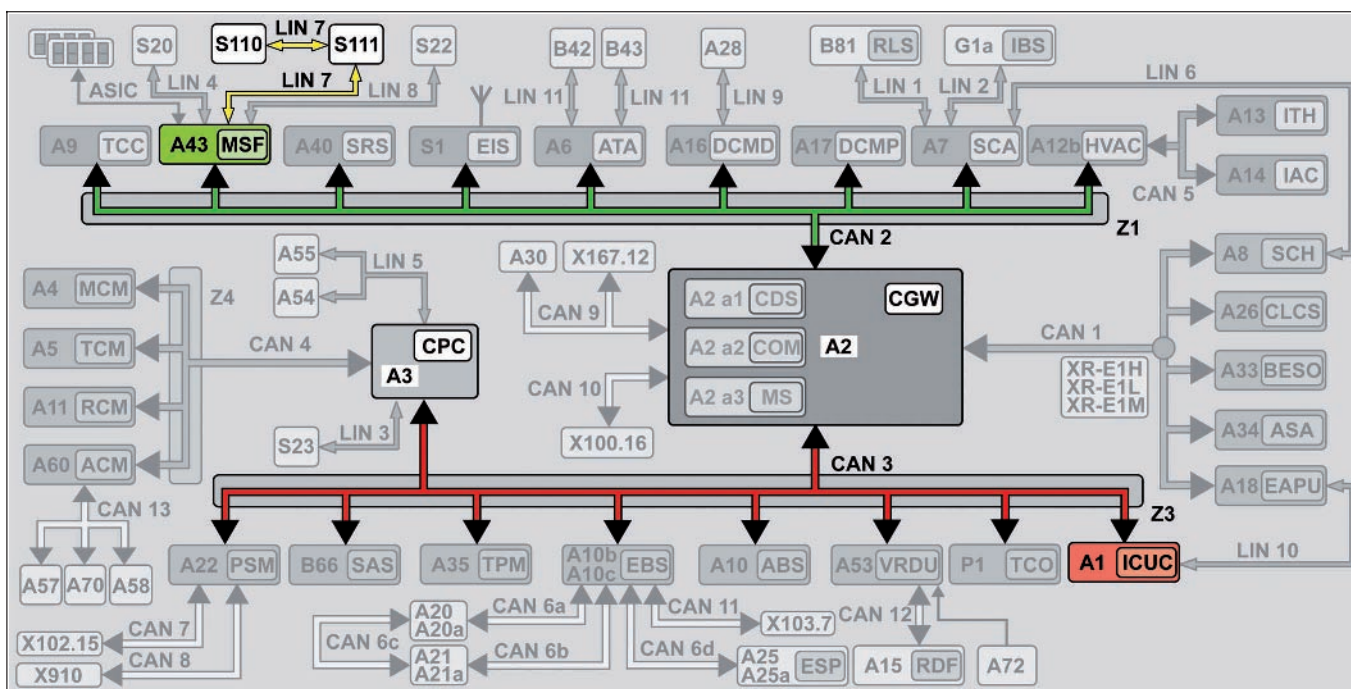 LIN 7
S20
S110
S111
S22
B42
B43
A28
B81 RLS
G1a IBS
LIN 6
ASIC
LIN 4
LIN 7
LIN 8
LIN 11
LIN 11
LIN 9
LIN 1
LIN 2
A9 TCC
A43 MSF
A40 SRS
S1 EIS
A6 ATA
A16 DCMD
A17 DCMP
A7 SCA
A12b HVAC
A13 ITH
A14 IAC
CAN 5
Z1
CAN 2
A55
LIN 5
A54
A30
X167.12
A8 SCH
A4 MCM
Z4
A2 a1 CDS
CGW
CAN 9
A26 CLCS
A5 TCM
CAN 4
CPC
A3
A2 a2 COM
A2
CAN 1
XR-E1H
XR-E1L
XR-E1M
A33 BESO
A11 RCM
CAN 10
A2 a3 MS
A34 ASA
S23
LIN 3
X100.16
A60 ACM
CAN 3
A18 EAPU
CAN 13
Z3
LIN 10
A57
A70
A58
A22 PSM
B66 SAS
A35 TPM
A10b
A10c
EBS
A10 ABS
A53 VRDU
P1 TCO
A1 ICUC
CAN 7
X102.15
CAN 8
X910
CAN 6a
A20
A20a
CAN 6c
A21
A21a
CAN 6b
CAN 11
X103.7
CAN 6d
A25
A25a
ESP
CAN 12
A15 RDF
A72